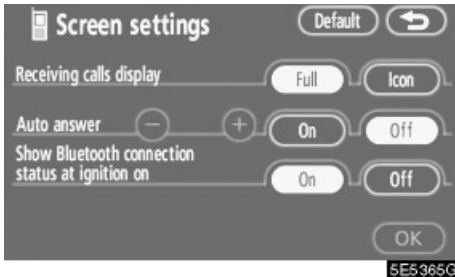 Screen settings Default
Receiving calls display Full Icon
Auto answer − + On Off
Show Bluetooth connection
status at ignition on On Off
OK
5E5365G